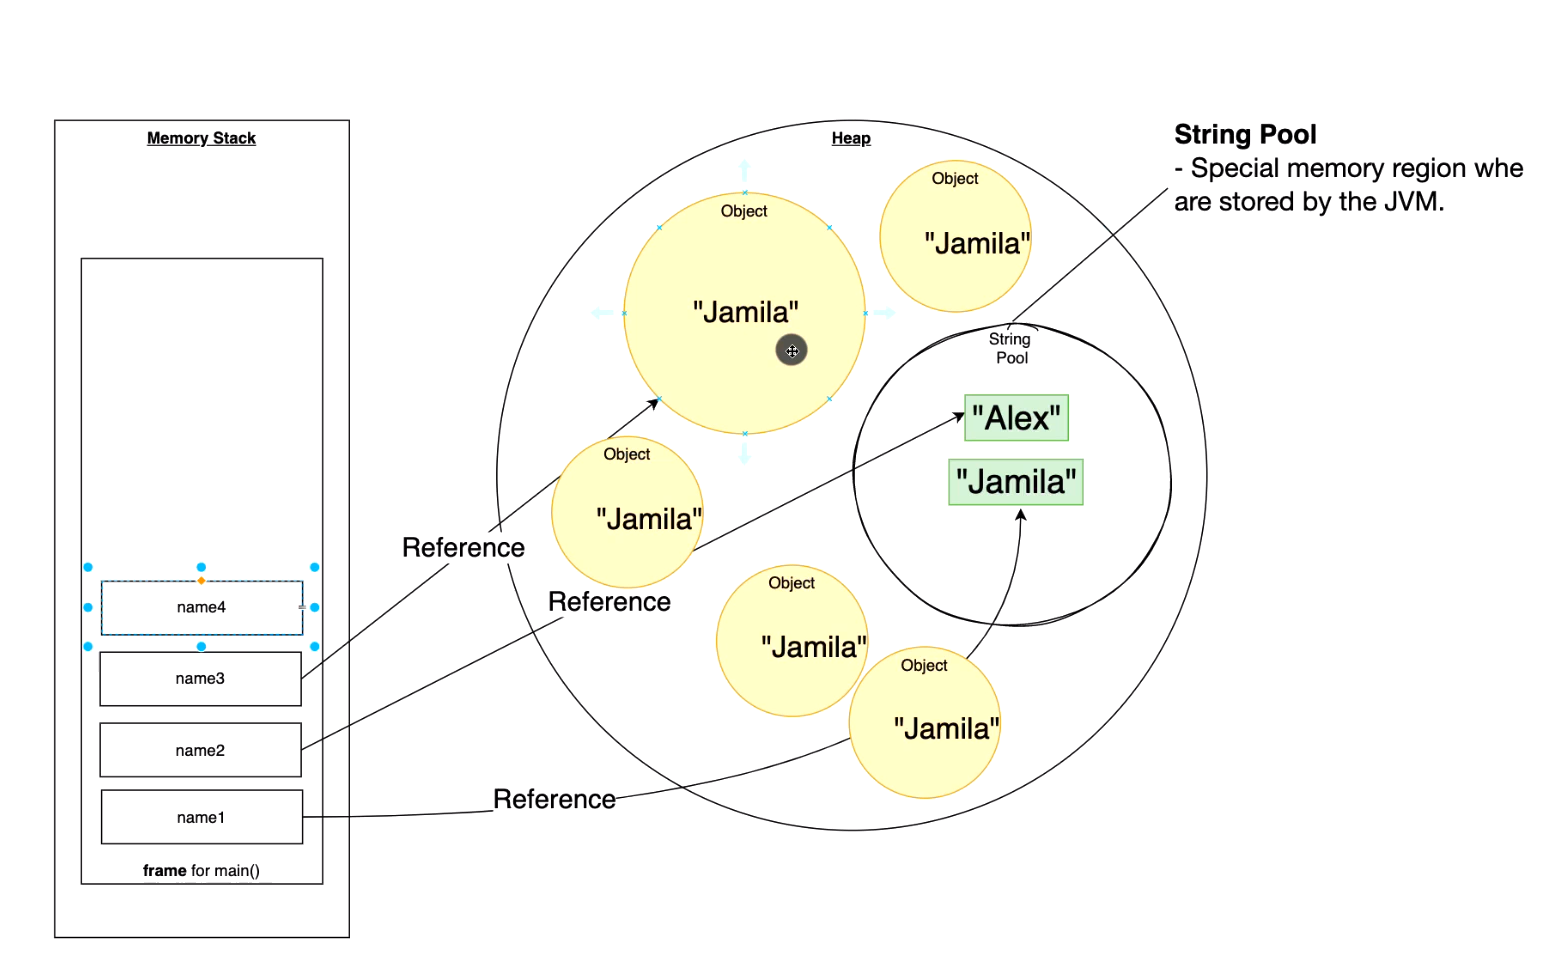 Memory Stack
name4
name3
name2
name1
frame for main()
Reference
Reference
Reference
Heap
Object
"Jamila"
Object
"Jamila"
Object
"Jamila"
Object
"Jamila"
Object
"Jamila"
String
Pool
"Alex"
"Jamila"
String Pool
- Special memory region whe
are stored by the JVM.